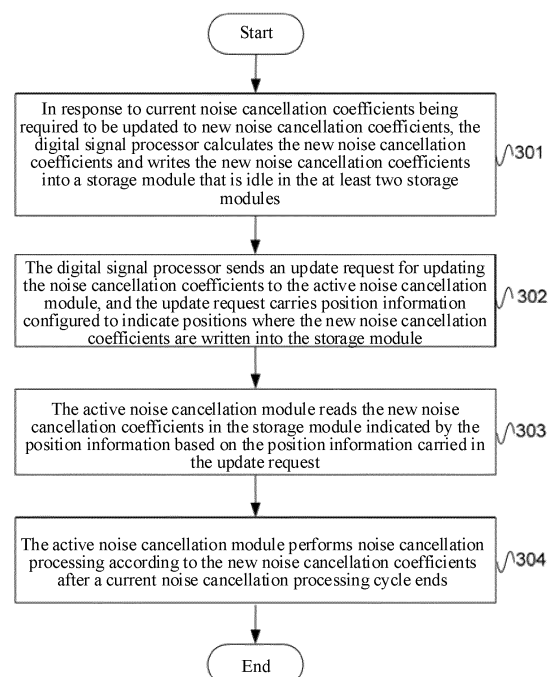 Start
In response to current noise cancellation coefficients being
required to be updated to new noise cancellation coefficients, the
digital signal processor calculates the new noise cancellation
coefficients and writes the new noise cancellation coefficients
into a storage module that is idle in the at least two storage
modules
301
The digital signal processor sends an update request for updating
the noise cancellation coefficients to the active noise cancellation
module, and the update request carries position information
configured to indicate positions where the new noise cancellation
coefficients are written into the storage module
302
The active noise cancellation module reads the new noise
cancellation coefficients in the storage module indicated by the
position information based on the position information carried in
the update request
303
The active noise cancellation module performs noise cancellation
processing according to the new noise cancellation coefficients
after a current noise cancellation processing cycle ends
304
End